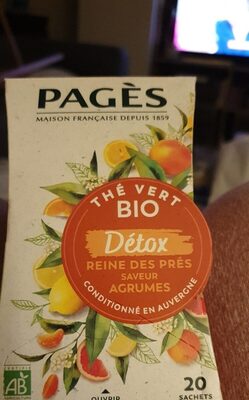 PAGÈS
MAISON FRANÇAISE DEPUIS 1859
THÉ VERT
BIO
Détox
REINE DES PRÈS
SAVEUR
AGRUMES
CONDITIONNÉ EN AUVERGNE
AB
OUVRIR
20
SACHETS